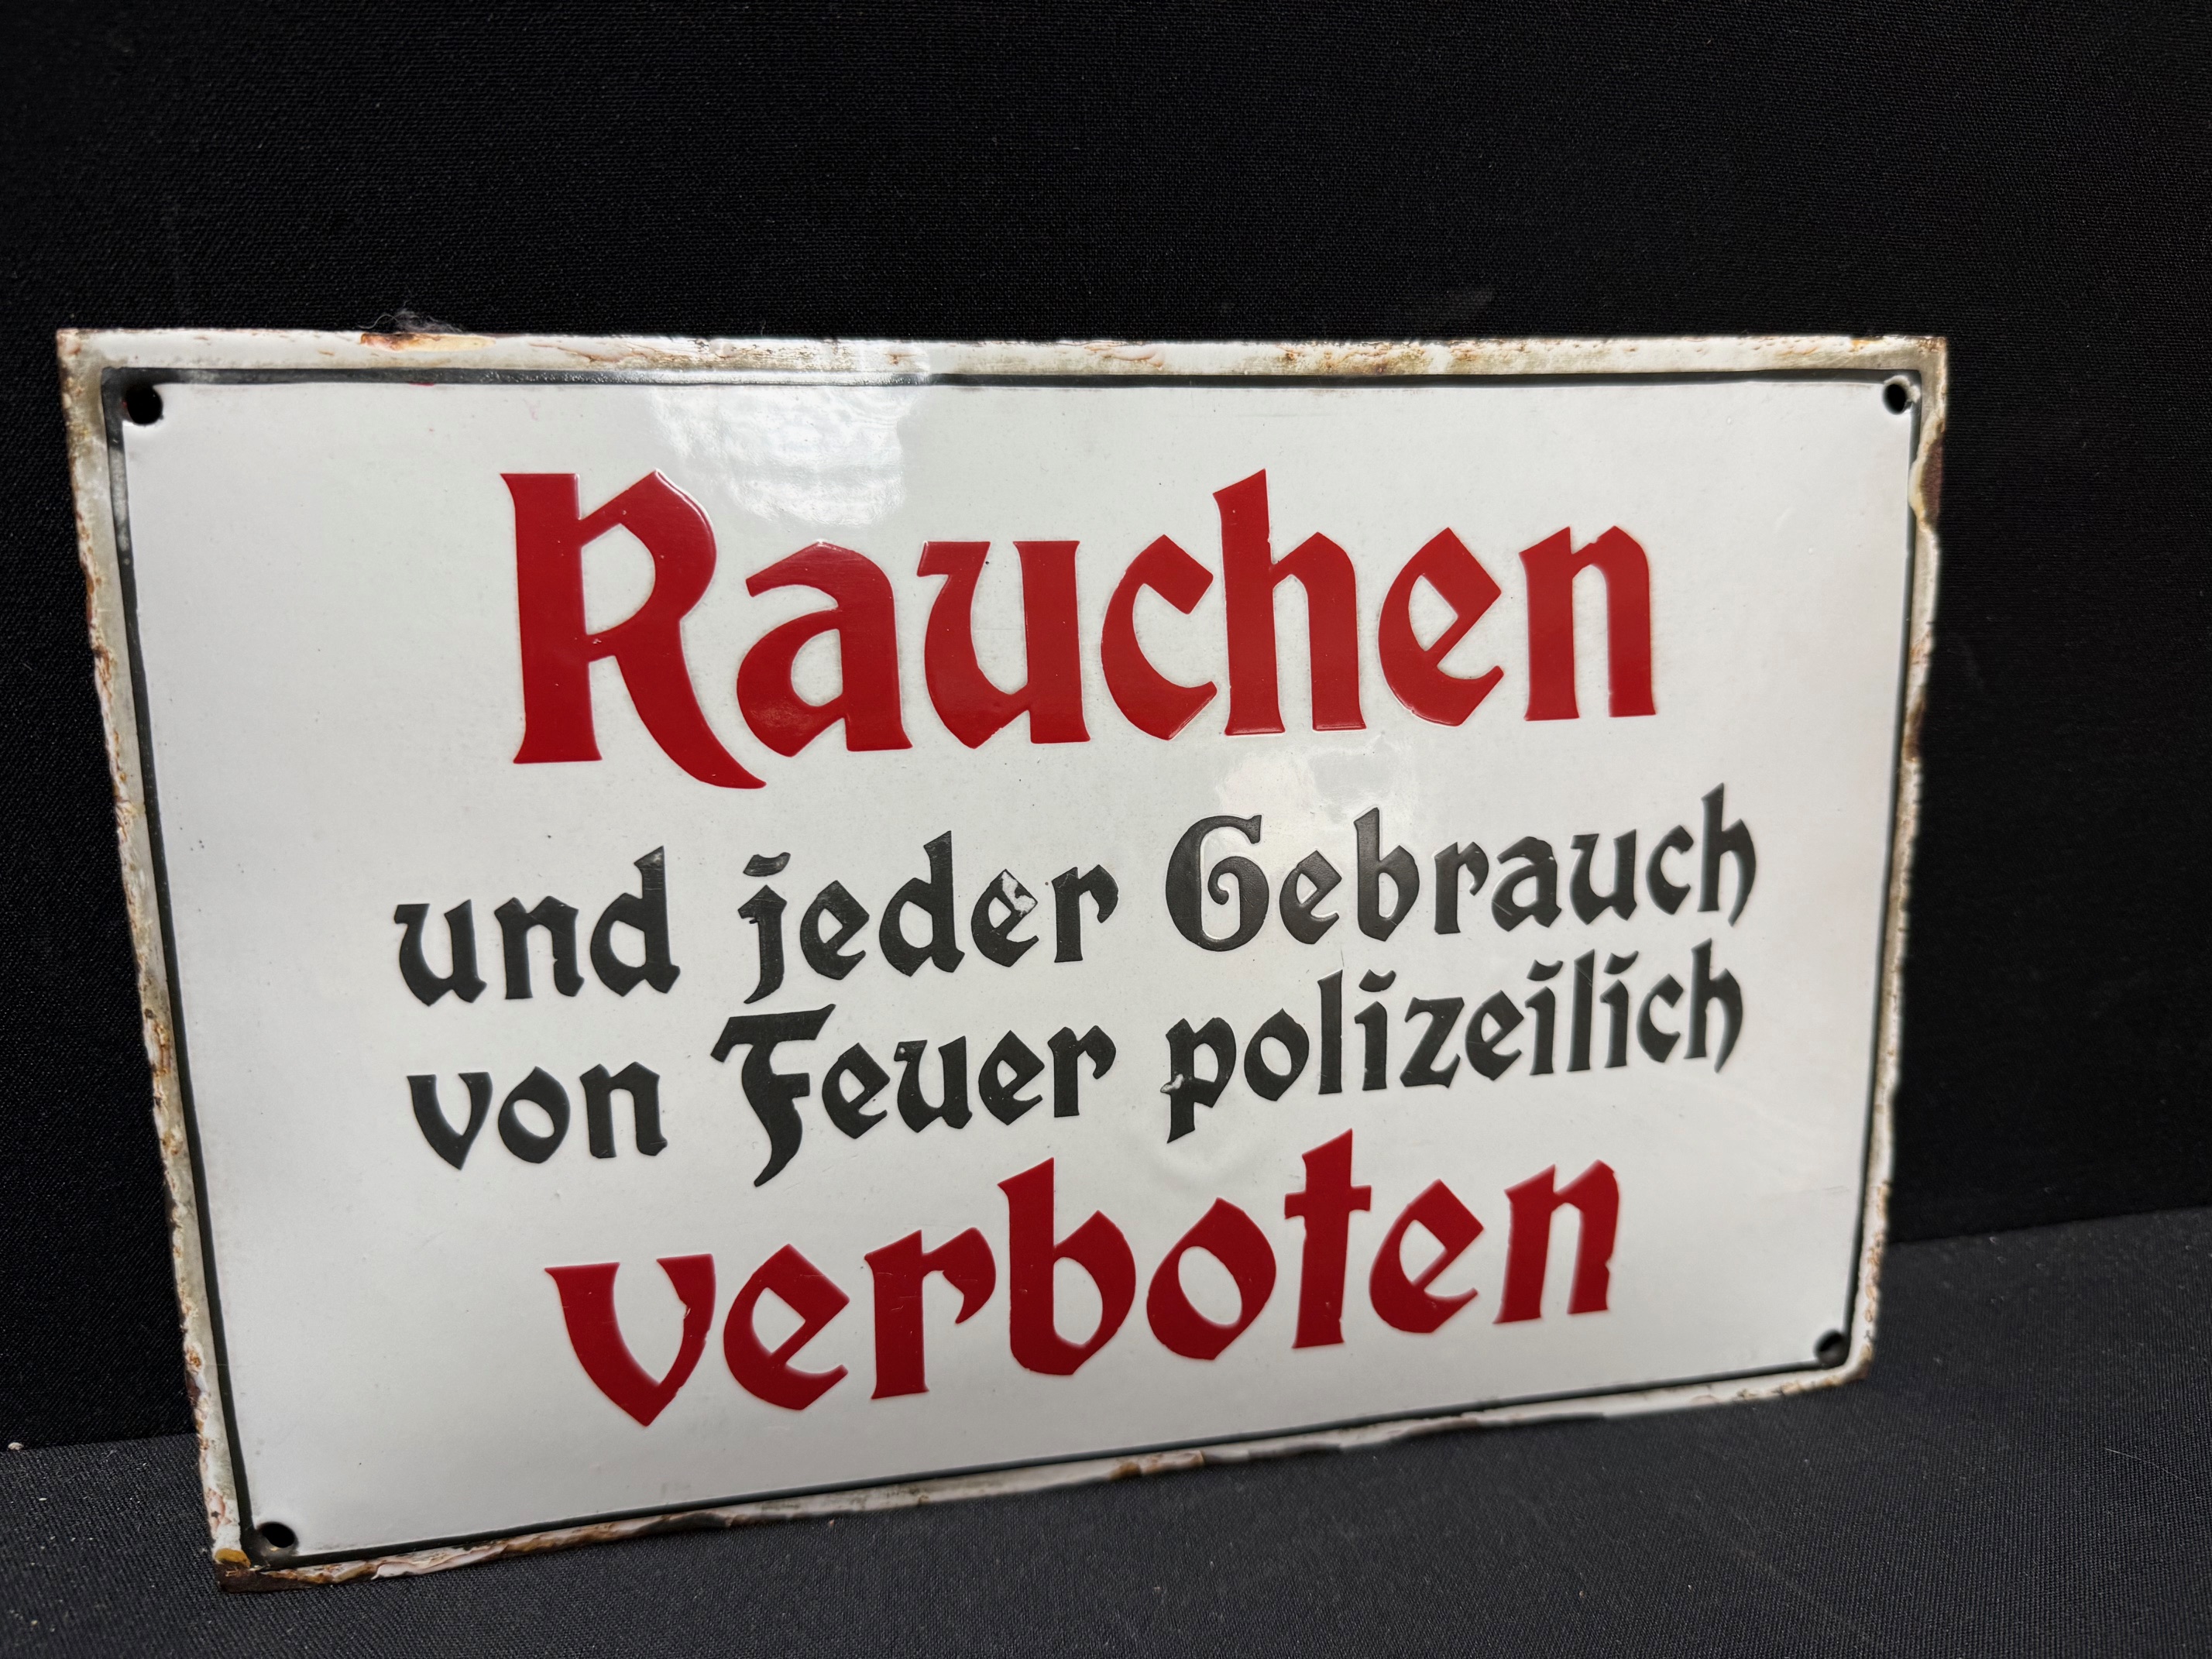 Rauchen
und jeder Gebrauch
von Feuer polizeilich
verboten